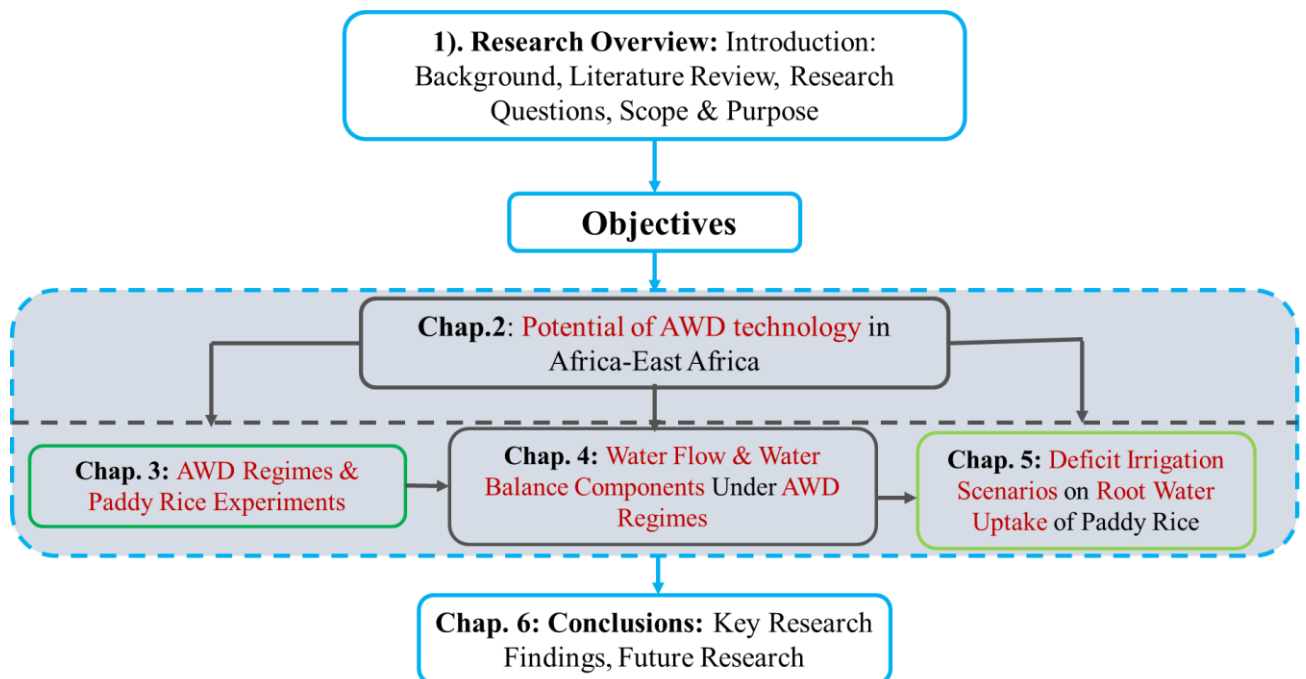 1). Research Overview: Introduction:
Background, Literature Review, Research
Questions, Scope & Purpose
Objectives
Chap.2: Potential of AWD technology in
Africa-East Africa
Chap. 3: AWD Regimes &
Paddy Rice Experiments
Chap. 4: Water Flow & Water
Balance Components Under AWD
Regimes
Chap. 5: Deficit Irrigation
Scenarios on Root Water
Uptake of Paddy Rice
Chap. 6: Conclusions: Key Research
Findings, Future Research